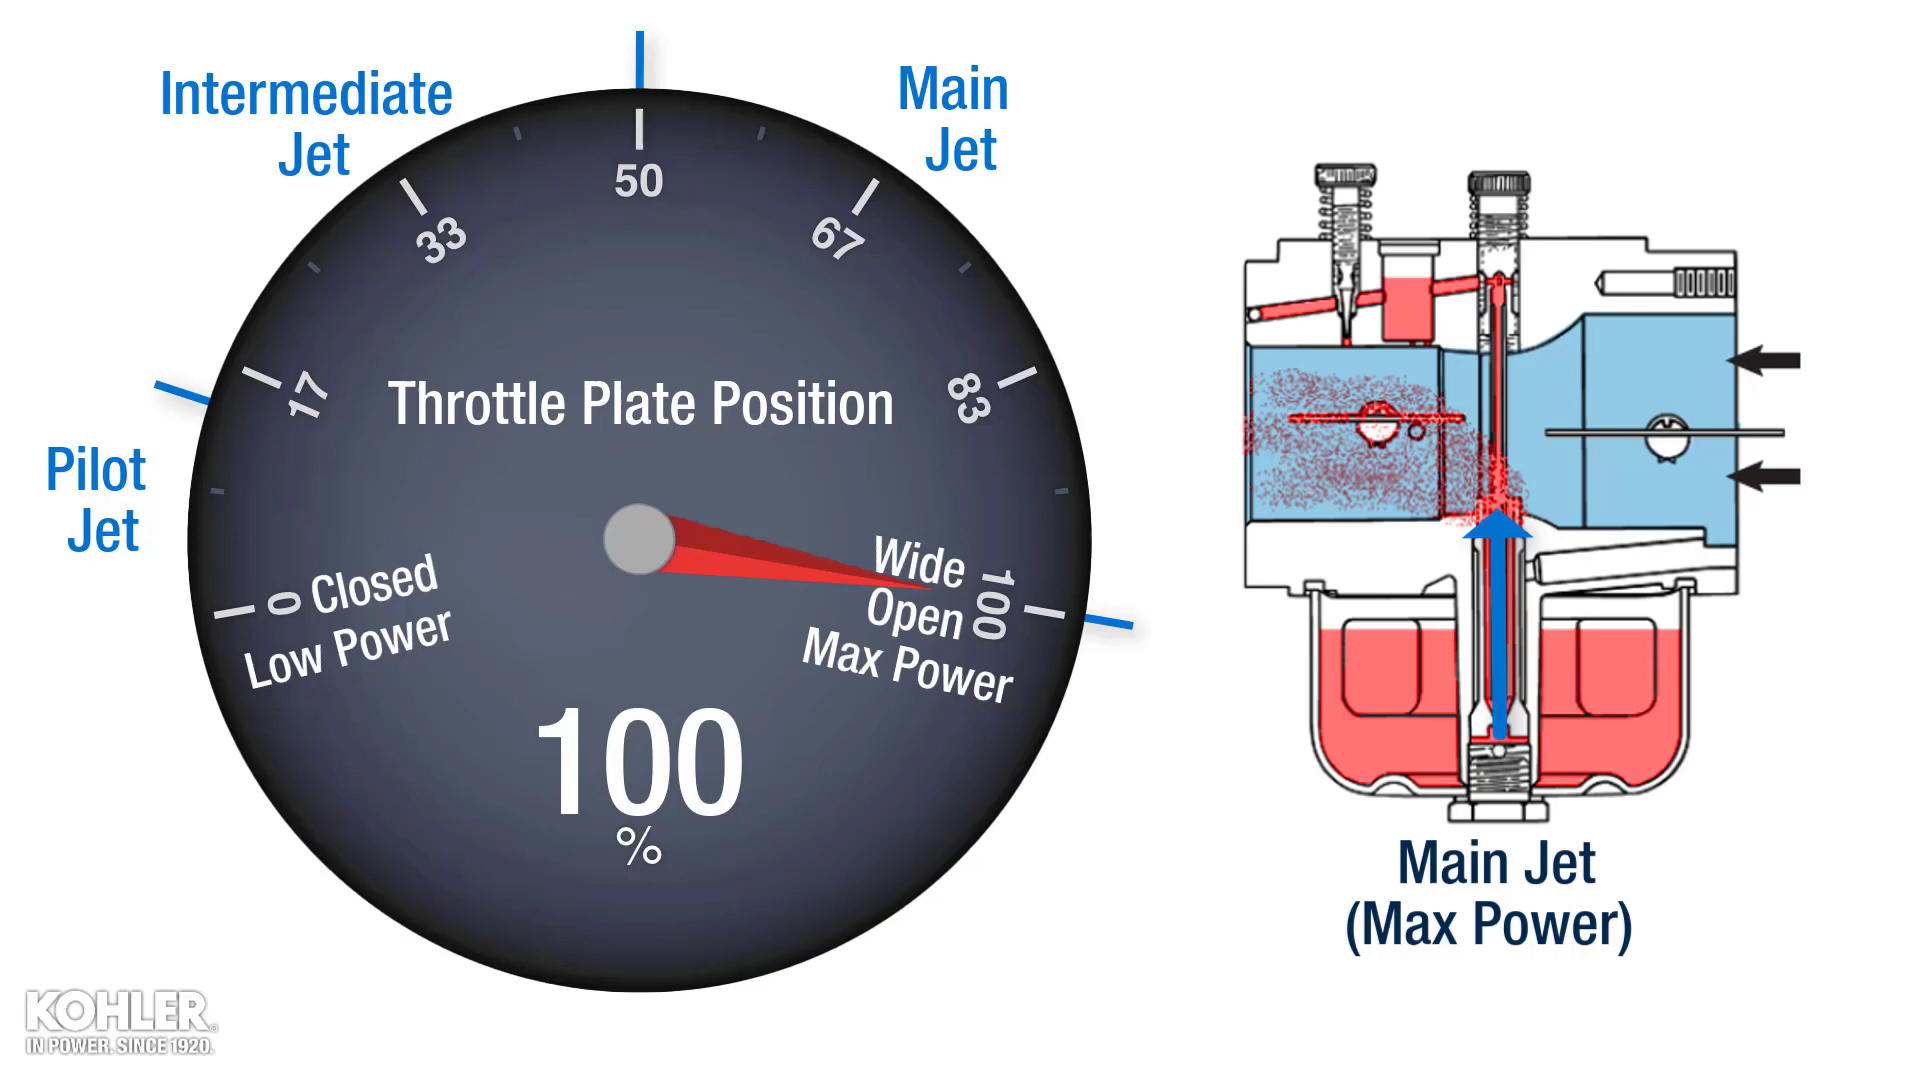 Intermediate
Jet
Main
Jet
50
33
67
17
83
Throttle Plate Position
Pilot
Jet
0
Closed
Low Power
Wide
Open
100
Max Power
100
%
Main Jet
(Max Power)
KOHLER®
IN POWER. SINCE 1920.